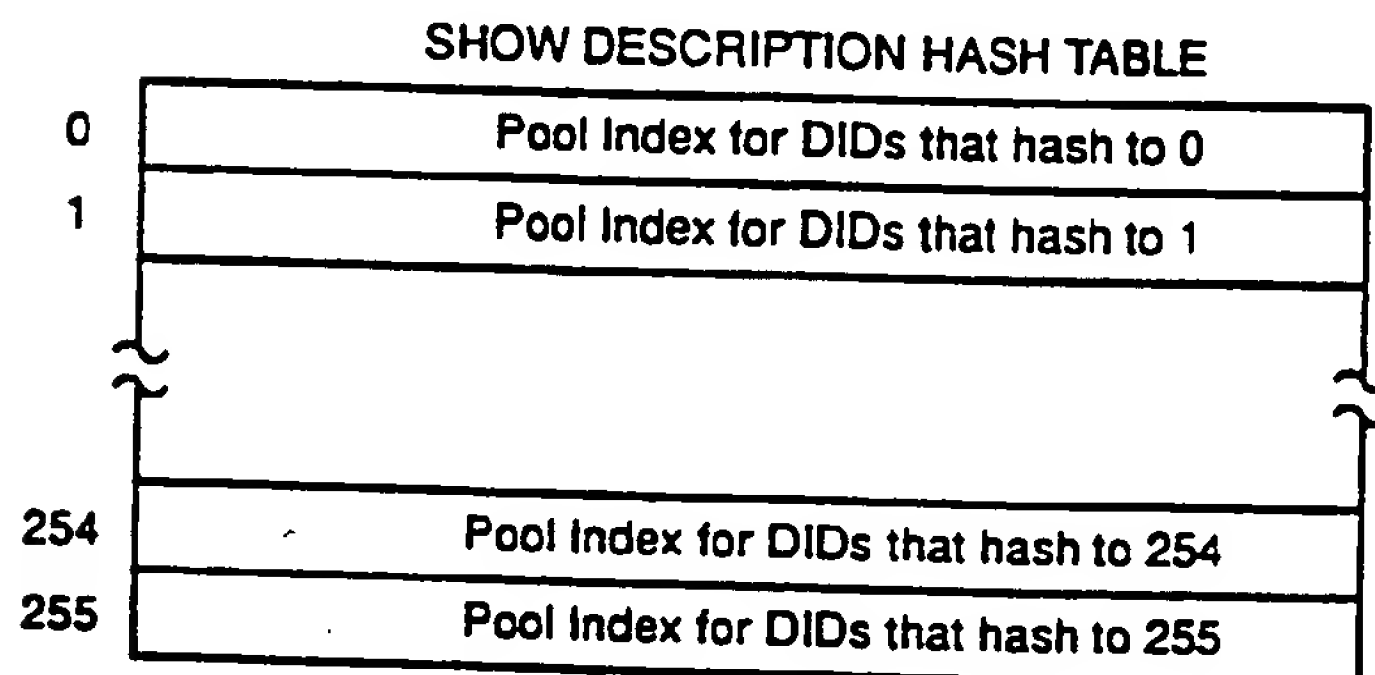 SHOW DESCRIPTION HASH TABLE
0 Pool Index for DIDs that hash to 0
1 Pool Index for DIDs that hash to 1
254 Pool Index for DIDs that hash to 254
255 Pool Index for DIDs that hash to 255